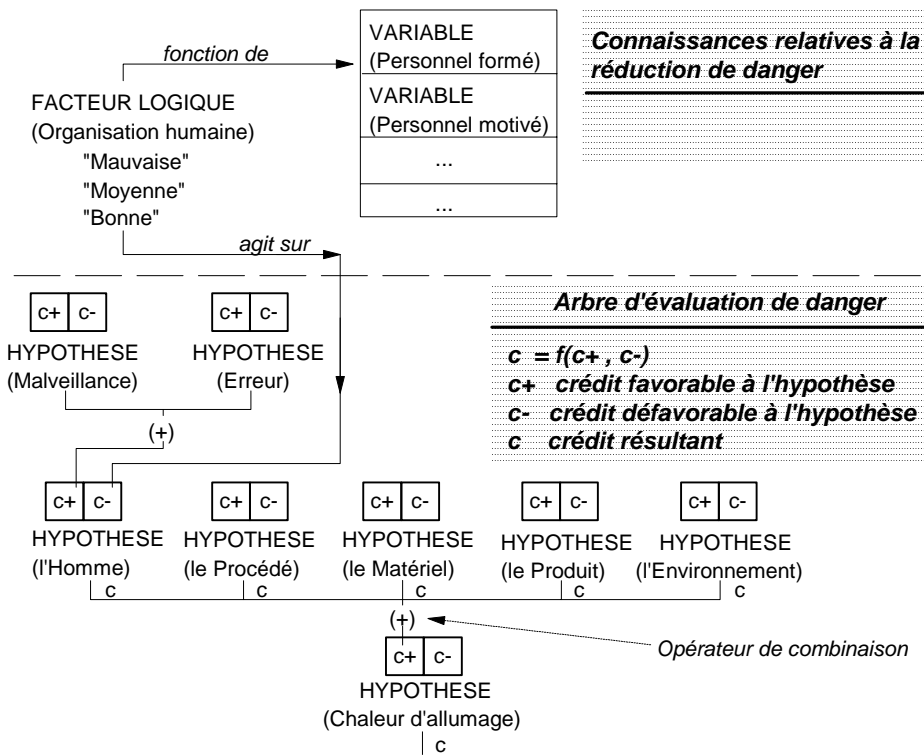 fonction de
VARIABLE
(Personnel formé)
VARIABLE
(Personnel motivé)
...
...
Connaissances relatives à la
réduction de danger
FACTEUR LOGIQUE
(Organisation humaine)
"Mauvaise"
"Moyenne"
"Bonne"
agit sur
Arbre d'évaluation de danger
c = f(c+ , c-)
c+ crédit favorable à l'hypothèse
c- crédit défavorable à l'hypothèse
c crédit résultant
c+ c-
HYPOTHESE
(Malveillance)
c+ c-
HYPOTHESE
(Erreur)
(+)
c+ c-
HYPOTHESE
(l'Homme)
c
c+ c-
HYPOTHESE
(le Procédé)
c
c+ c-
HYPOTHESE
(le Matériel)
c
c+ c-
HYPOTHESE
(le Produit)
c
c+ c-
HYPOTHESE
(l'Environnement)
c
(+)
Opérateur de combinaison
c+ c-
HYPOTHESE
(Chaleur d'allumage)
c